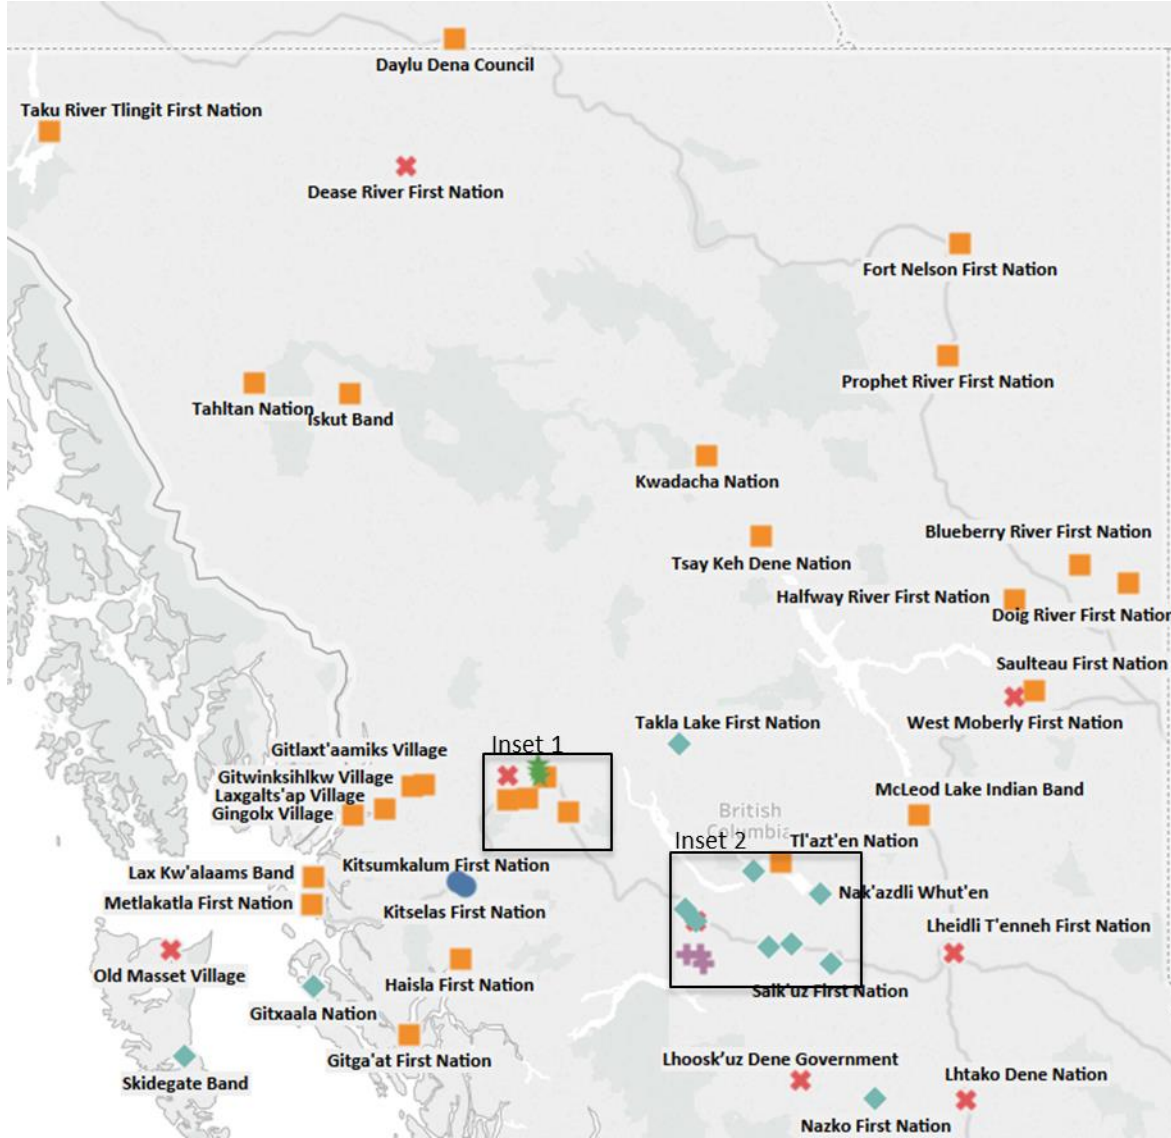 Daylu Dena Council
Taku River Tlingit First Nation
Dease River First Nation
Fort Nelson First Nation
Prophet River First Nation
Tahltan Nation
Iskut Band
Kwadacha Nation
Blueberry River First Nation
Tsay Keh Dene Nation
Halfway River First Nation
Doig River First Nation
Saulteau First Nation
West Moberly First Nation
Takla Lake First Nation
Inset 1
Gitlaxt'aamiks Village
Gitwinksihlkw Village
Laxgalts'ap Village
Gingolx Village
McLeod Lake Indian Band
British
Columbia
Inset 2
Tl'azt'en Nation
Kitsumkalum First Nation
Lax Kw'alaams Band
Nak'azdli Whut'en
Metlakatla First Nation
Kitselas First Nation
Lheidli T'enneh First Nation
Old Masset Village
Haisla First Nation
Saik'uz First Nation
Gitxaala Nation
Gitga'at First Nation
Lhoosk’uz Dene Government
Lhtako Dene Nation
Skidegate Band
Nazko First Nation